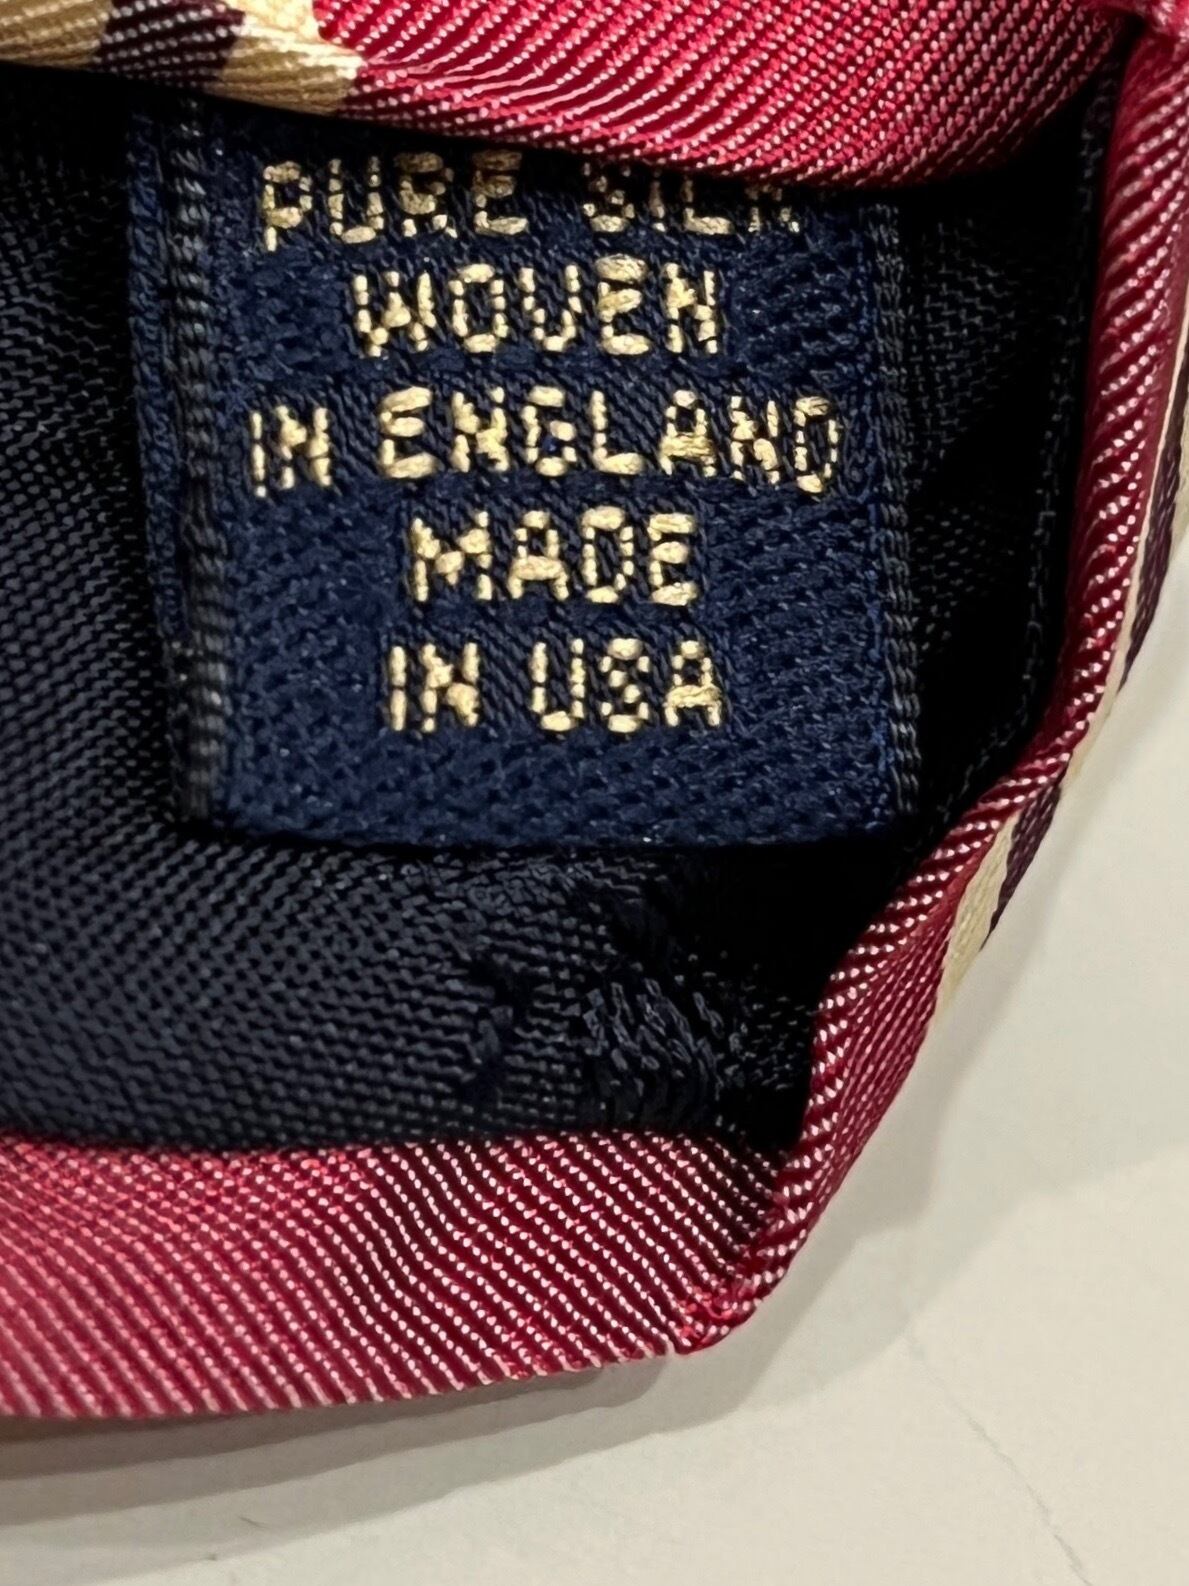 PURE SILK
WOVEN
IN ENGLAND
MADE
IN USA